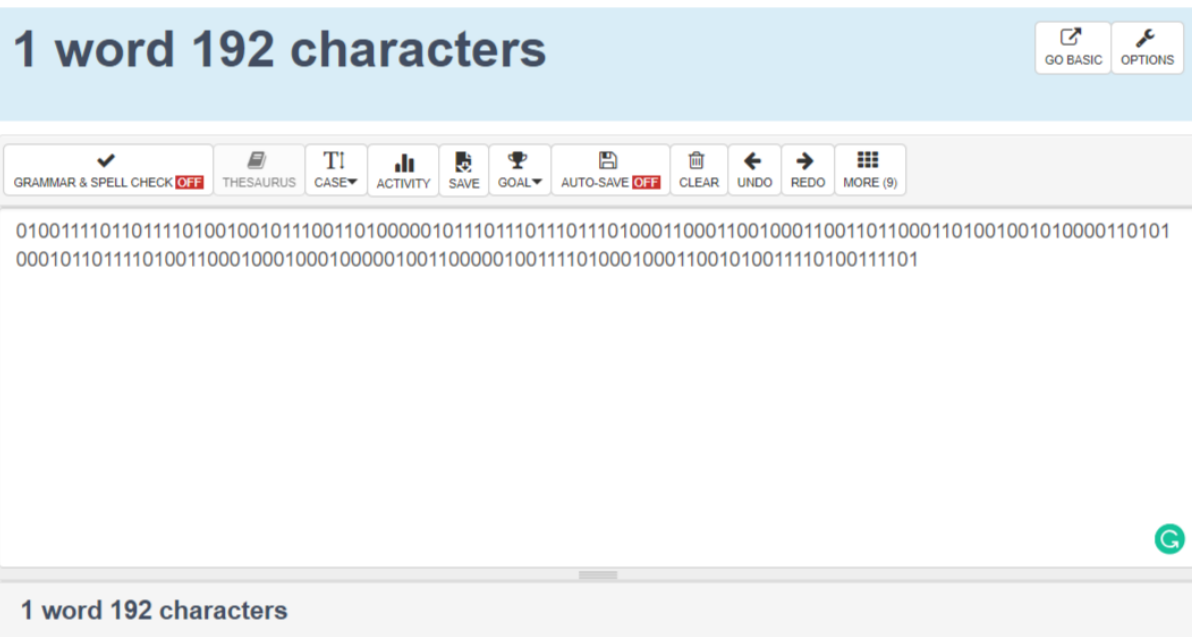 1 word 192 characters
GO BASIC
OPTIONS
GRAMMAR & SPELL CHECK OFF
THESAURUS
CASE
ACTIVITY
SAVE
GOAL
AUTO-SAVE OFF
CLEAR
UNDO
REDO
MORE (9)
010011110110111101001001011100110100000101110111011101110100011000110010001100110110001101001001010000110101
000101101111010011000100010001000001001100000100111101000100011001010011110100111101
1 word 192 characters